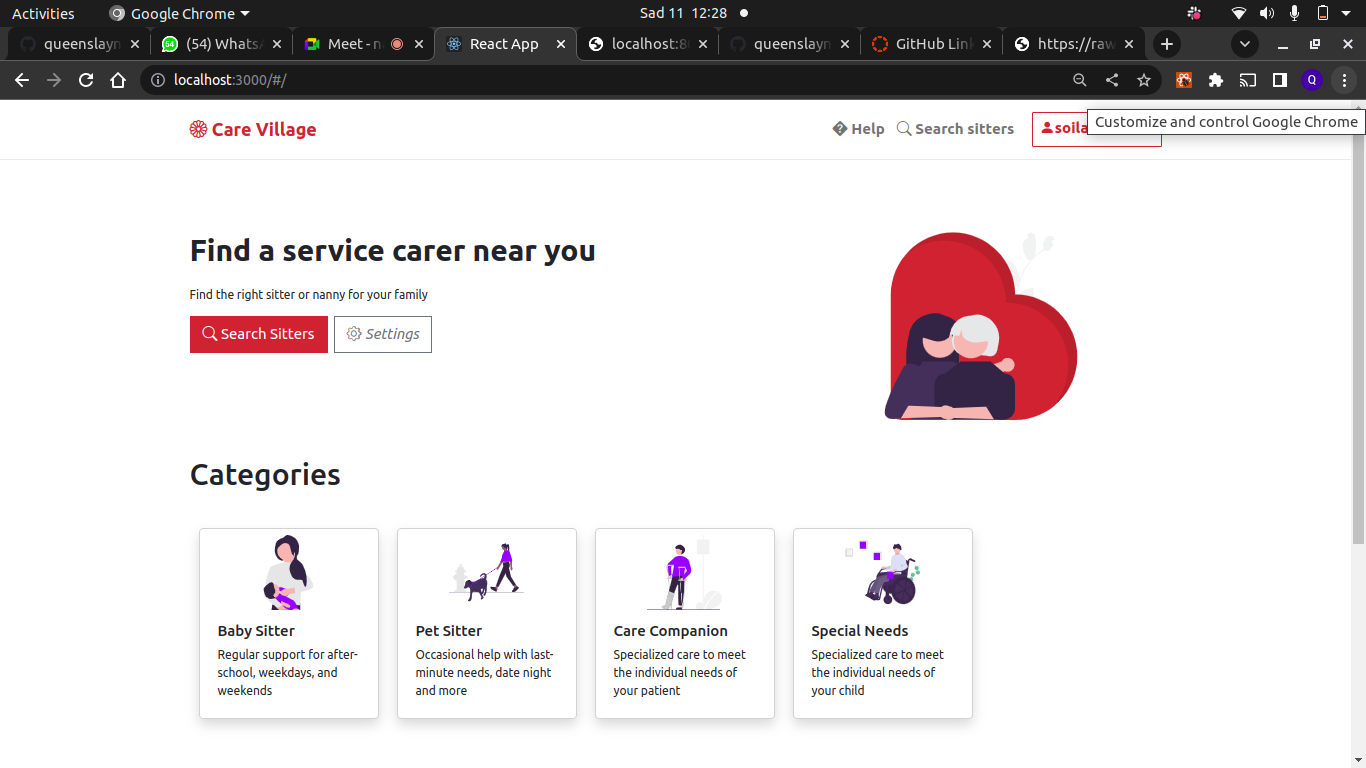 Activities Google Chrome Sad 11 12:28
queenslayn (54) WhatsA Meet - n React App localhost:80 queenslayn GitHub Link https://raw
localhost:3000/#/ Q
Customize and control Google Chrome
Care Village Help Search sitters soila
Find a service carer near you
Find the right sitter or nanny for your family
Search Sitters Settings
Categories
Baby Sitter
Regular support for after-
school, weekdays, and
weekends
Pet Sitter
Occasional help with last-
minute needs, date night
and more
Care Companion
Specialized care to meet
the individual needs of
your patient
Special Needs
Specialized care to meet
the individual needs of
your child